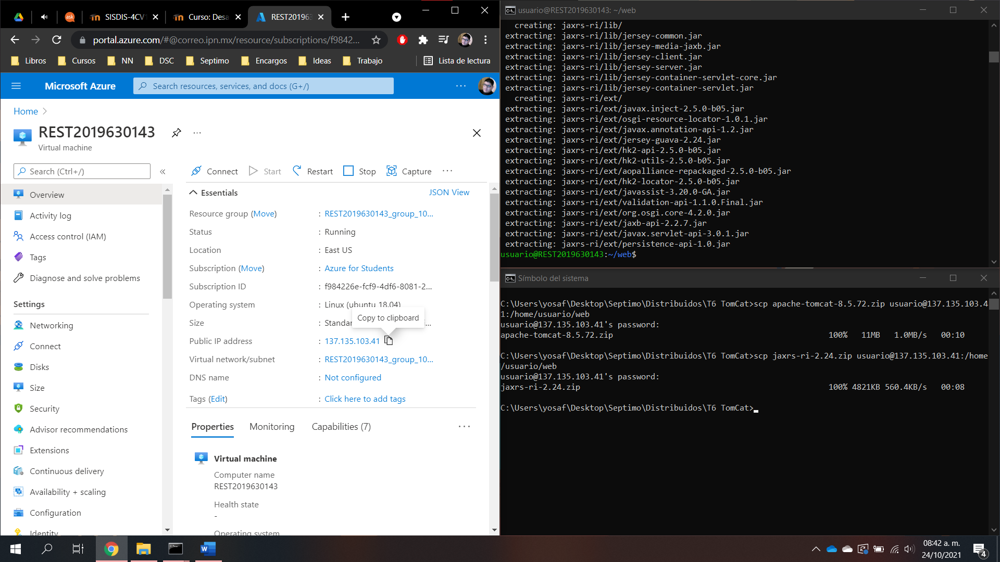 SISDIS-4CV
Curso: Desa
REST20196
portal.azure.com/#@correo.ipn.mx/resource/subscriptions/f9842...
Libros
Cursos
NN
DSC
Septimo
Encargos
Ideas
Trabajo
Lista de lectura
Microsoft Azure
Search resources, services, and docs (G+/)
Home
REST2019630143
Virtual machine
Search (Ctrl+/)
Overview
Activity log
Access control (IAM)
Tags
Diagnose and solve problems
Settings
Networking
Connect
Disks
Size
Security
Advisor recommendations
Extensions
Continuous delivery
Availability + scaling
Configuration
Identity
Connect
Start
Restart
Stop
Capture
Essentials
JSON View
Resource group (Move) : REST2019630143_group_10...
Status : Running
Location : East US
Subscription (Move) : Azure for Students
Subscription ID : f984226e-fcf9-4df6-8081-2...
Operating system : Linux (ubuntu 18.04)
Copy to clipboard
Size : Standar ...
Public IP address : 137.135.103.41
Virtual network/subnet : REST2019630143_group_10...
DNS name : Not configured
Tags (Edit) : Click here to add tags
Properties
Monitoring
Capabilities (7)
Virtual machine
Computer name
REST2019630143
Health state
-
Operating system
usuario@REST2019630143: ~/web
creating: jaxrs-ri/lib/
extracting: jaxrs-ri/lib/jersey-common.jar
extracting: jaxrs-ri/lib/jersey-media-jaxb.jar
extracting: jaxrs-ri/lib/jersey-client.jar
extracting: jaxrs-ri/lib/jersey-server.jar
extracting: jaxrs-ri/lib/jersey-container-servlet-core.jar
extracting: jaxrs-ri/lib/jersey-container-servlet.jar
creating: jaxrs-ri/ext/
extracting: jaxrs-ri/ext/javax.inject-2.5.0-b05.jar
extracting: jaxrs-ri/ext/osgi-resource-locator-1.0.1.jar
extracting: jaxrs-ri/ext/javax.annotation-api-1.2.jar
extracting: jaxrs-ri/ext/jersey-guava-2.24.jar
extracting: jaxrs-ri/ext/hk2-api-2.5.0-b05.jar
extracting: jaxrs-ri/ext/hk2-utils-2.5.0-b05.jar
extracting: jaxrs-ri/ext/aopalliance-repackaged-2.5.0-b05.jar
extracting: jaxrs-ri/ext/hk2-locator-2.5.0-b05.jar
extracting: jaxrs-ri/ext/javassist-3.20.0-GA.jar
extracting: jaxrs-ri/ext/validation-api-1.1.0.Final.jar
extracting: jaxrs-ri/ext/org.osgi.core-4.2.0.jar
extracting: jaxrs-ri/ext/jaxb-api-2.2.7.jar
extracting: jaxrs-ri/ext/javax.servlet-api-3.0.1.jar
extracting: jaxrs-ri/ext/persistence-api-1.0.jar
usuario@REST2019630143:~/web$
Símbolo del sistema
C:\Users\yosaf\Desktop\Septimo\Distribuidos\T6 TomCat>scp apache-tomcat-8.5.72.zip usuario@137.135.103.4
1:/home/usuario/web
usuario@137.135.103.41's password:
apache-tomcat-8.5.72.zip 100% 11MB 1.0MB/s 00:10
C:\Users\yosaf\Desktop\Septimo\Distribuidos\T6 TomCat>scp jaxrs-ri-2.24.zip usuario@137.135.103.41:/home
/usuario/web
usuario@137.135.103.41's password:
jaxrs-ri-2.24.zip 100% 4821KB 560.4KB/s 00:08
C:\Users\yosaf\Desktop\Septimo\Distribuidos\T6 TomCat>
08:42 a. m.
24/10/2021
4